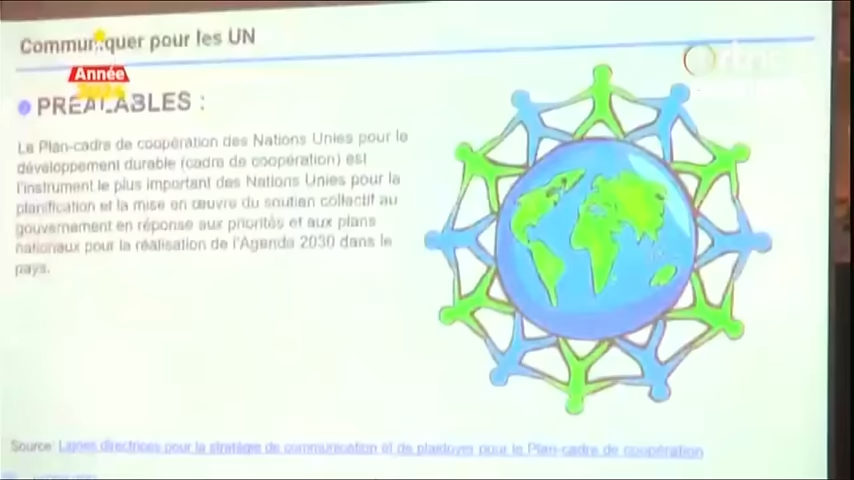 Communiquer pour les UN
Année
2024
PRÉALABLES :
Le Plan-cadre de coopération des Nations Unies pour le
développement durable (cadre de coopération) est
l'instrument le plus important des Nations Unies pour la
planification et la mise en œuvre du soutien collectif au
gouvernement en réponse aux priorités et aux plans
nationaux pour la réalisation de l'Agenda 2030 dans le
pays.
Source: Lignes directrices pour la stratégie de communication et de plaidoyer pour le Plan-cadre de coopération